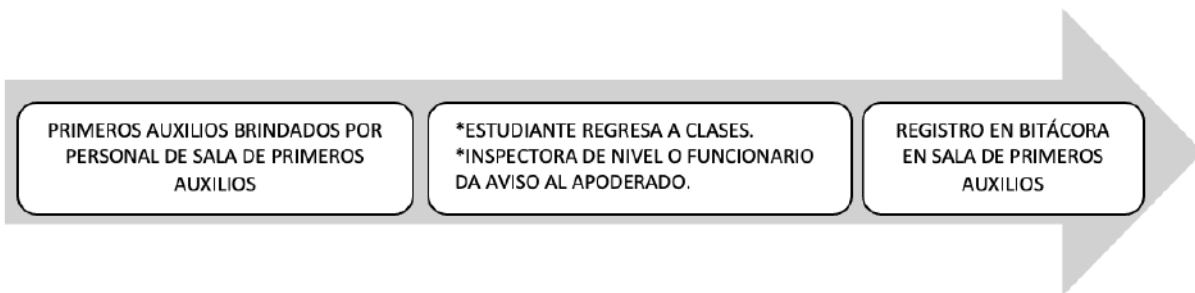 PRIMEROS AUXILIOS BRINDADOS POR
PERSONAL DE SALA DE PRIMEROS
AUXILIOS
*ESTUDIANTE REGRESA A CLASES.
*INSPECTORA DE NIVEL O FUNCIONARIO
DA AVISO AL APODERADO.
REGISTRO EN BITÁCORA
EN SALA DE PRIMEROS
AUXILIOS